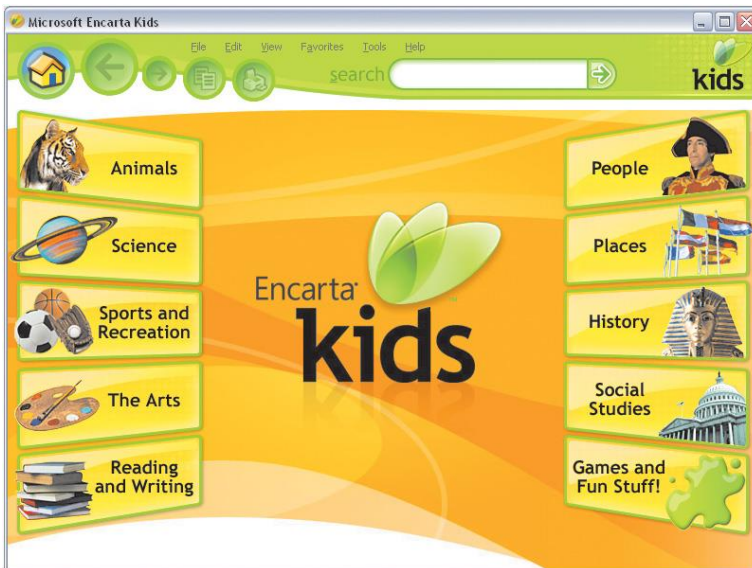 Microsoft Encarta Kids
File Edit View Favorites Tools Help
search
kids
Animals
Science
Sports and
Recreation
The Arts
Reading
and Writing
Encarta
kids
People
Places
History
Social
Studies
Games and
Fun Stuff!